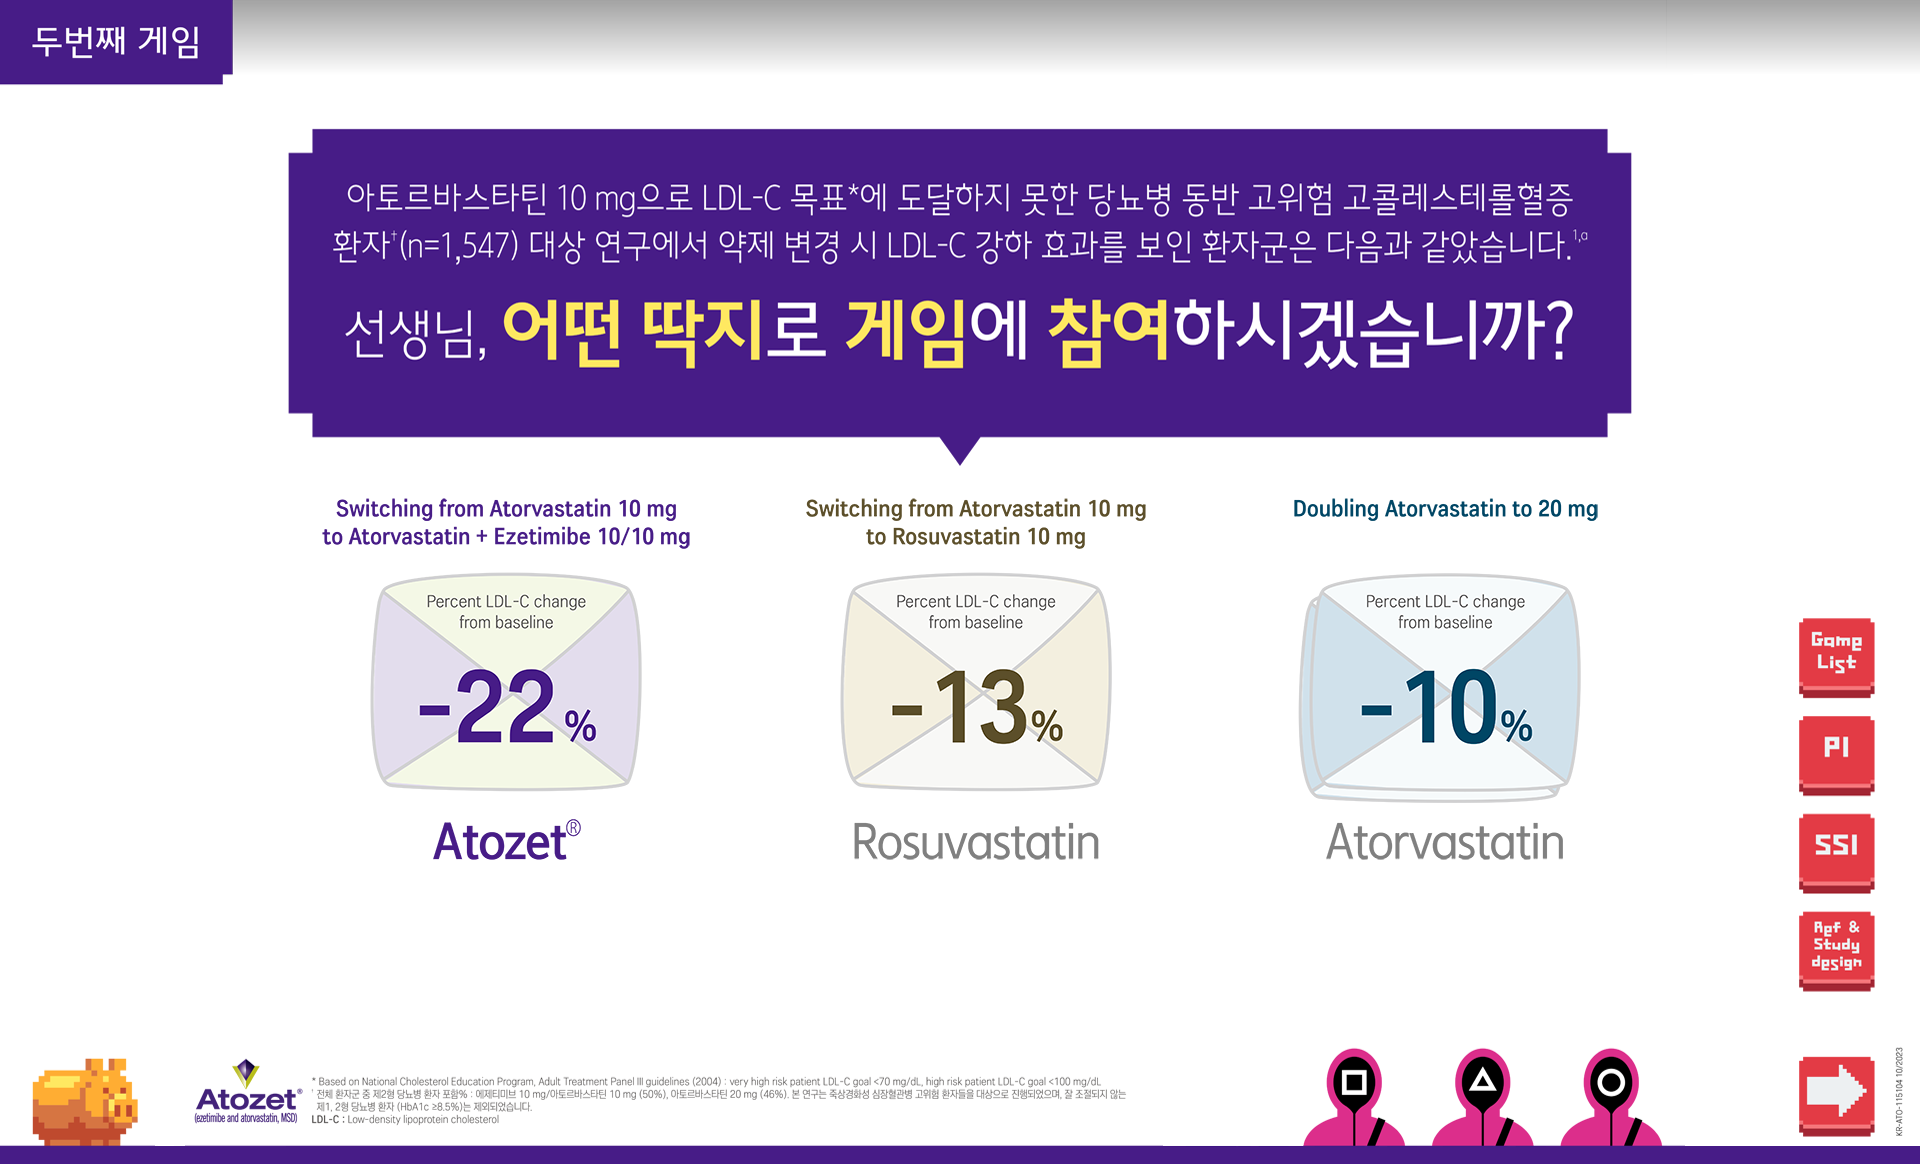 두번째 게임
아토르바스타틴 10 mg으로 LDL-C 목표*에 도달하지 못한 당뇨병 동반 고위험 고콜레스테롤혈증
환자†(n=1,547) 대상 연구에서 약제 변경 시 LDL-C 강하 효과를 보인 환자군은 다음과 같았습니다.1,a
선생님, 어떤 딱지로 게임에 참여하시겠습니까?
Switching from Atorvastatin 10 mg
to Atorvastatin + Ezetimibe 10/10 mg
Percent LDL-C change
from baseline
-22%
Atozet®
Switching from Atorvastatin 10 mg
to Rosuvastatin 10 mg
Percent LDL-C change
from baseline
-13%
Rosuvastatin
Doubling Atorvastatin to 20 mg
Percent LDL-C change
from baseline
-10%
Atorvastatin
Game
List
PI
SSI
Ref &
Study
design
Atozet®
(ezetimibe and atorvastatin, MSD)
* Based on National Cholesterol Education Program, Adult Treatment Panel III guidelines (2004) : very high risk patient LDL-C goal <70 mg/dL, high risk patient LDL-C goal <100 mg/dL
† 전체 환자군 중 제2형 당뇨병 환자 포함% : 에제티미브 10 mg/아토르바스타틴 10 mg (50%), 아토르바스타틴 20 mg (46%). 본 연구는 죽상경화성 심장혈관병 고위험 환자들을 대상으로 진행되었으며, 잘 조절되지 않는
제1, 2형 당뇨병 환자 (HbA1c ≥8.5%)는 제외되었습니다.
LDL-C : Low-density lipoprotein cholesterol
KR-ATO-115104 10/2023